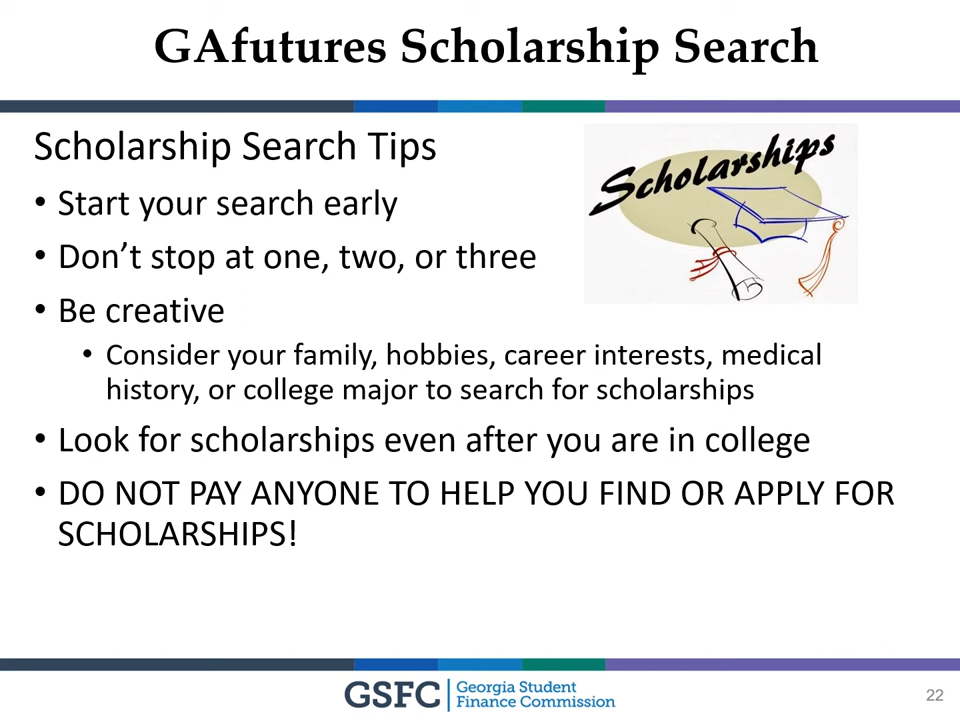 GAfutures Scholarship Search
Scholarship Search Tips
Scholarships
• Start your search early
• Don’t stop at one, two, or three
• Be creative
• Consider your family, hobbies, career interests, medical
history, or college major to search for scholarships
• Look for scholarships even after you are in college
• DO NOT PAY ANYONE TO HELP YOU FIND OR APPLY FOR
SCHOLARSHIPS!
GSFC
Georgia Student
Finance Commission
22